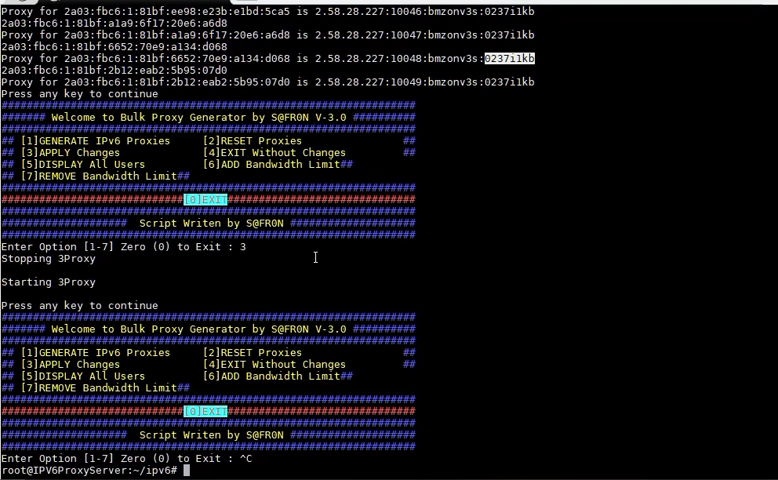 Proxy for 2a03:fbc6:1:81bf:ee98:e23b:e1bd:5ca5 is 2.58.28.227:10046:bmzonv3s:0237i1kb
2a03:fbc6:1:81bf:a1a9:6f17:20e6:a6d8
Proxy for 2a03:fbc6:1:81bf:a1a9:6f17:20e6:a6d8 is 2.58.28.227:10047:bmzonv3s:0237i1kb
2a03:fbc6:1:81bf:6652:70e9:a134:d068
Proxy for 2a03:fbc6:1:81bf:6652:70e9:a134:d068 is 2.58.28.227:10048:bmzonv3s:0237i1kb
2a03:fbc6:1:81bf:2b12:eab2:5b95:07d0
Proxy for 2a03:fbc6:1:81bf:2b12:eab2:5b95:07d0 is 2.58.28.227:10049:bmzonv3s:0237i1kb
Press any key to continue
#########################################################
####### Welcome to Bulk Proxy Generator by S@FR0N V-3.0 #########
#########################################################
## [1]GENERATE IPv6 Proxies     [2]RESET Proxies              ##
## [3]APPLY Changes             [4]EXIT Without Changes       ##
## [5]DISPLAY All Users         [6]ADD Bandwidth Limit##
## [7]REMOVE Bandwidth Limit##
#########################################################
#########################[0]EXIT##########################
#########################################################
###################  Script Writen by S@FR0N #################
#########################################################
Enter Option [1-7] Zero (0) to Exit : 3
Stopping 3Proxy
Starting 3Proxy
Press any key to continue
#########################################################
####### Welcome to Bulk Proxy Generator by S@FR0N V-3.0 #########
#########################################################
## [1]GENERATE IPv6 Proxies     [2]RESET Proxies              ##
## [3]APPLY Changes             [4]EXIT Without Changes       ##
## [5]DISPLAY All Users         [6]ADD Bandwidth Limit##
## [7]REMOVE Bandwidth Limit##
#########################################################
#########################[0]EXIT##########################
#########################################################
###################  Script Writen by S@FR0N #################
#########################################################
Enter Option [1-7] Zero (0) to Exit : ^C
root@IPV6ProxyServer:~/ipv6#